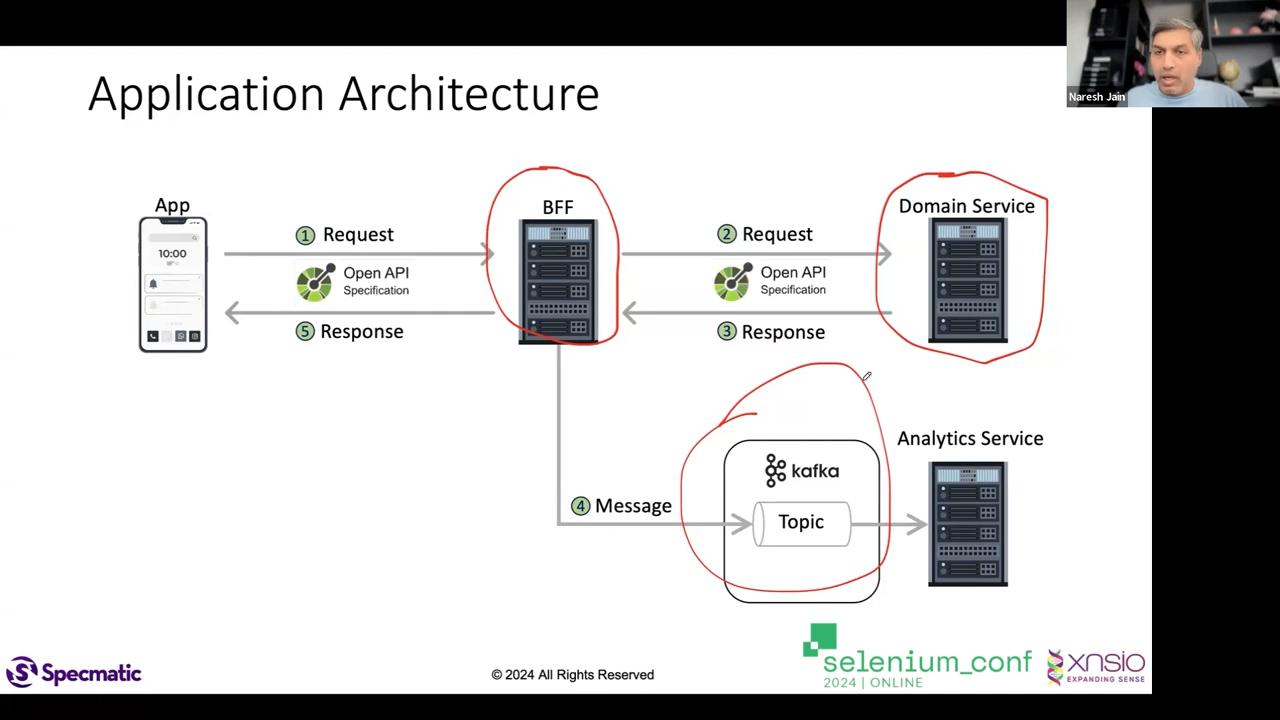 Naresh Jain
Application Architecture
App
BFF
Domain Service
10:00
1 Request
2 Request
Open API
Specification
Open API
Specification
5 Response
3 Response
Analytics Service
kafka
4 Message
Topic
S Specmatic
© 2024 All Rights Reserved
selenium_conf
2024 | ONLINE
xnsio
EXPANDING SENSE